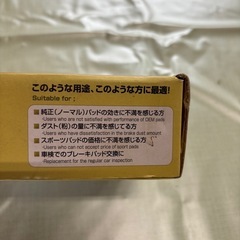 このような用途、このような方に最適!
Suitable for ;
■純正(ノーマル)パッドの効きに不満を感じる方
(Users who are not satisfied with performance of OEM pads)
■ダスト(粉)の量に不満を感じてる方
(Users who have dissatisfaction in the brake dust amount)
■スポーツパッドの価格に不満を感じる方
(Users who can not accept price of sport pads)
■車検でのブレーキパッド交換に
(Replacement for the regular car inspection)